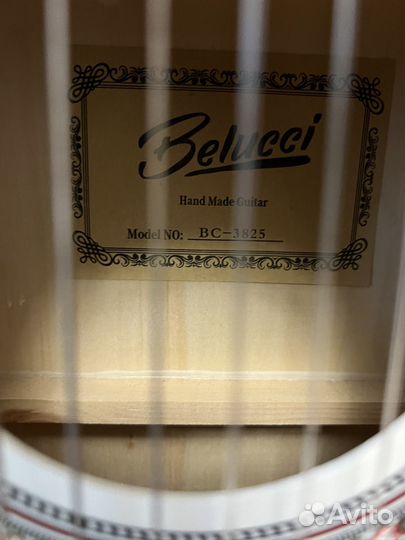 Belucci
Hand Made Guitar
Model NO: BC-3825
Avito